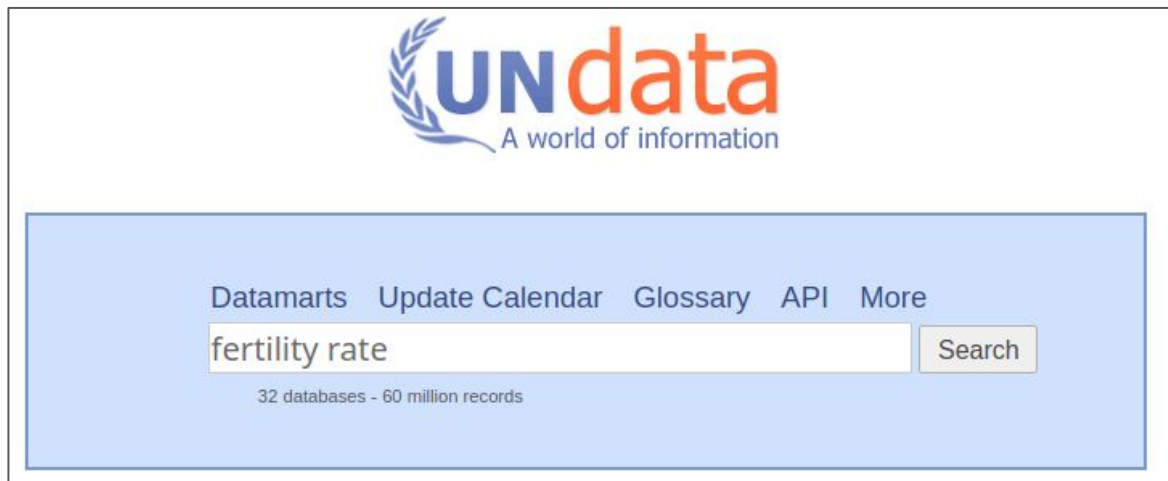 UNdata
A world of information
Datamarts Update Calendar Glossary API More
fertility rate Search
32 databases - 60 million records